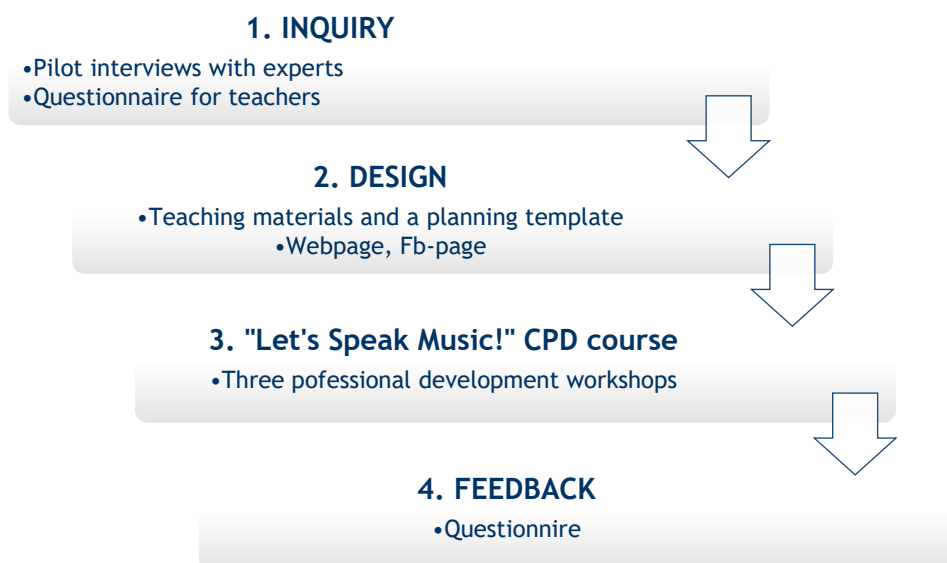 1. INQUIRY
•Pilot interviews with experts
•Questionnaire for teachers
2. DESIGN
•Teaching materials and a planning template
•Webpage, Fb-page
3. "Let's Speak Music!" CPD course
•Three pofessional development workshops
4. FEEDBACK
•Questionnire